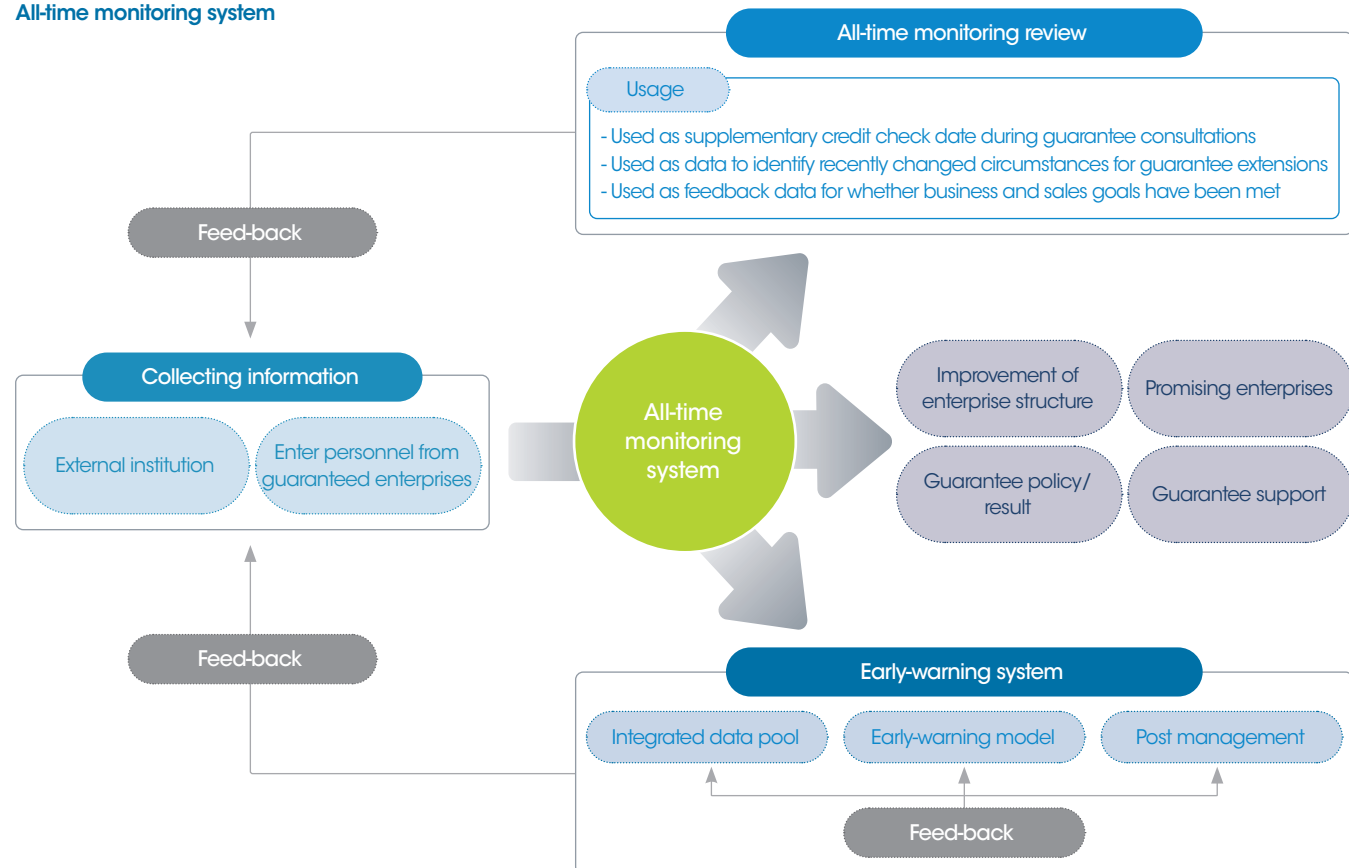 All-time monitoring system
All-time monitoring review
Usage
- Used as supplementary credit check date during guarantee consultations
- Used as data to identify recently changed circumstances for guarantee extensions
- Used as feedback data for whether business and sales goals have been met
Feed-back
Collecting information
External institution
Enter personnel from
guaranteed enterprises
All-time
monitoring
system
Improvement of
enterprise structure
Promising enterprises
Guarantee policy/
result
Guarantee support
Feed-back
Early-warning system
Integrated data pool
Early-warning model
Post management
Feed-back